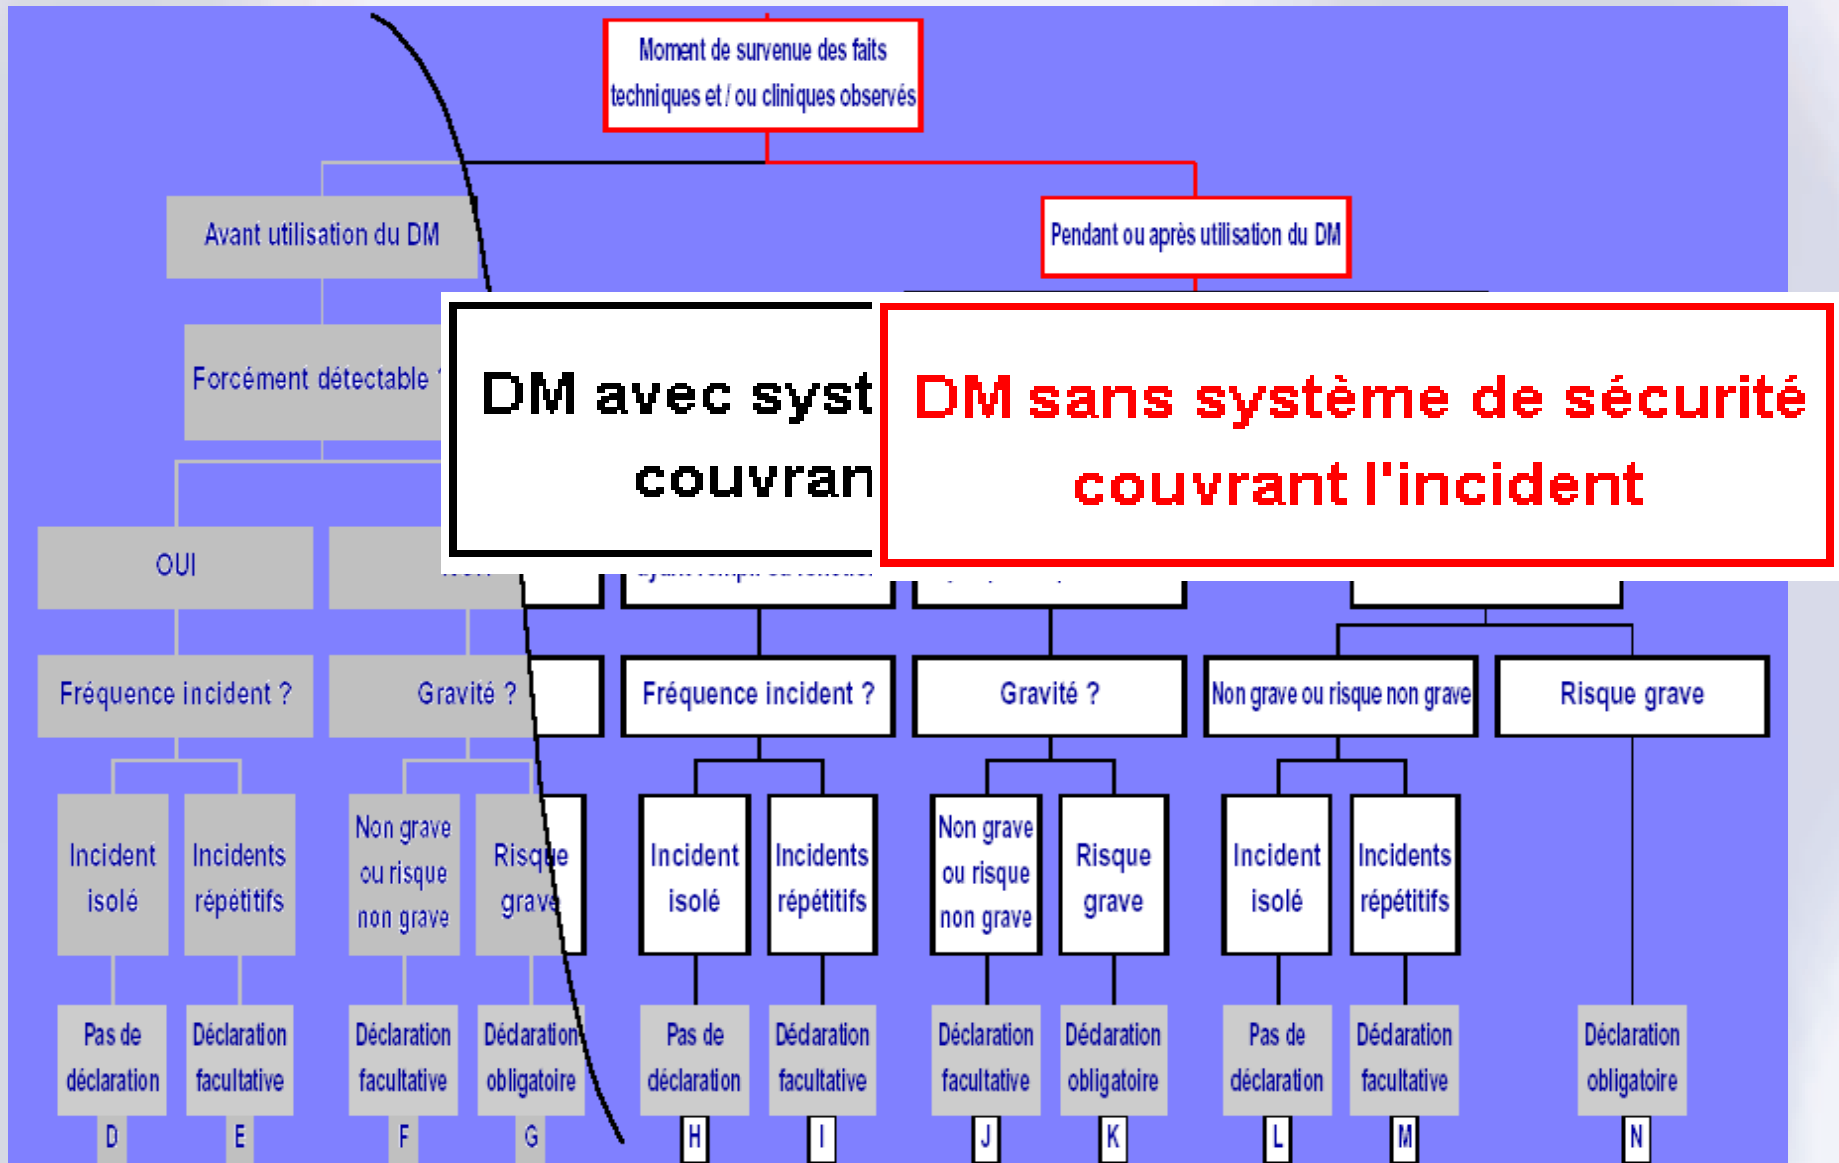 Moment de survenue des faits
techniques et / ou cliniques observés
Avant utilisation du DM
Pendant ou après utilisation du DM
Forcément détectable
DM avec
couvran
DM sans système de sécurité
couvrant l'incident
OUI
Fréquence incident ?
Gravité ?
Fréquence incident ?
Gravité ?
Non grave ou risque non grave
Risque grave
Incident
isolé
Incidents
répétitifs
Non grave
ou risque
non grave
Risque
grave
Incident
isolé
Incidents
répétitifs
Non grave
ou risque
non grave
Risque
grave
Incident
isolé
Incidents
répétitifs
Pas de
déclaration
Déclaration
facultative
Déclaration
facultative
Déclaration
obligatoire
Pas de
déclaration
Déclaration
facultative
Déclaration
facultative
Déclaration
obligatoire
Pas de
déclaration
Déclaration
facultative
Déclaration
obligatoire
D
E
F
G
H
I
J
K
L
M
N